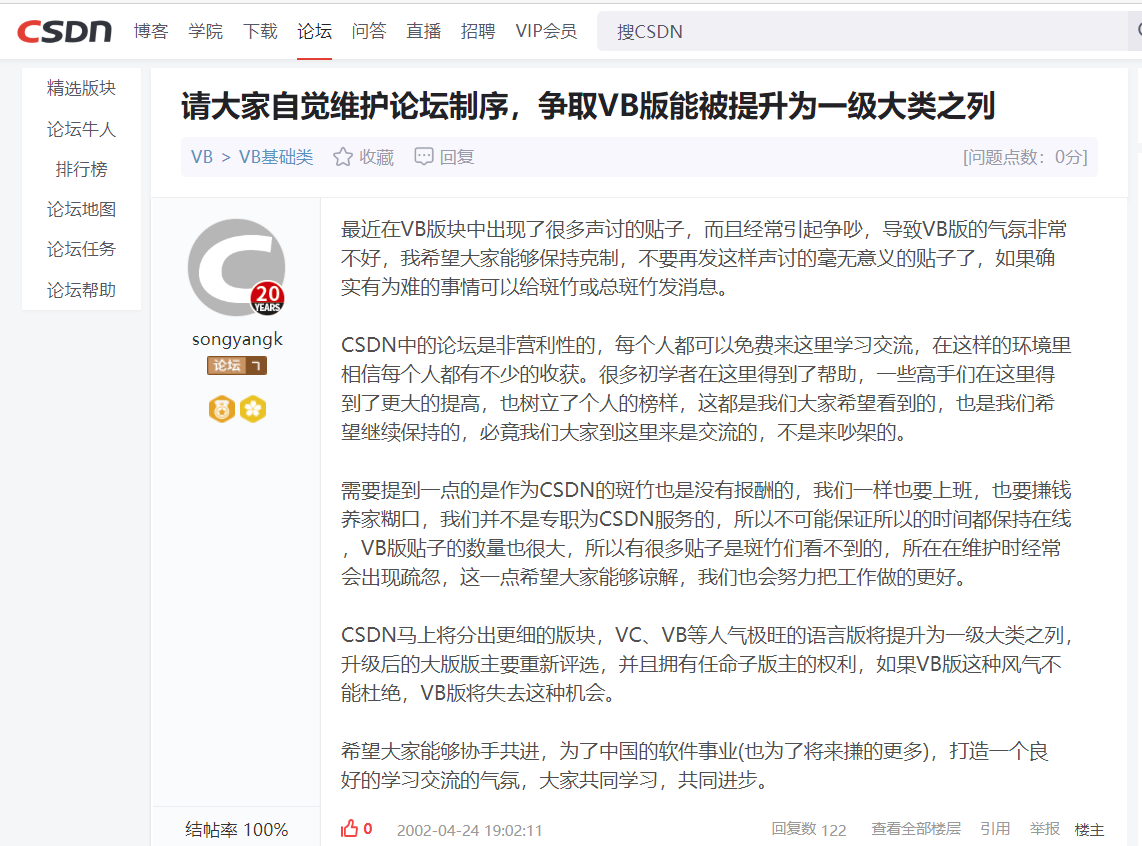 CSDN 博客 学院 下载 论坛 问答 直播 招聘 VIP会员 搜CSDN
精选版块
论坛牛人
排行榜
论坛地图
论坛任务
论坛帮助
请大家自觉维护论坛制序，争取VB版能被提升为一级大类之列
VB > VB基础类 收藏 回复 [问题点数：0分]
20
YEARS
songyangk
论坛 7
结帖率 100%
最近在VB版块中出现了很多声讨的贴子，而且经常引起争吵，导致VB版的气氛非常
不好，我希望大家能够保持克制，不要再发这样声讨的毫无意义的贴子了，如果确
实有为难的事情可以给斑竹或总斑竹发消息。
CSDN中的论坛是非营利性的，每个人都可以免费来这里学习交流，在这样的环境里
相信每个人都有不少的收获。很多初学者在这里得到了帮助，一些高手们在这里得
到了更大的提高，也树立了个人的榜样，这都是我们大家希望看到的，也是我们希
望继续保持的，必竟我们大家到这里来是交流的，不是来吵架的。
需要提到一点的是作为CSDN的斑竹也是没有报酬的，我们一样也要上班，也要搛钱
养家糊口，我们并不是专职为CSDN服务的，所以不可能保证所以的时间都保持在线
，VB版贴子的数量也很大，所以有很多贴子是斑竹们看不到的，所在在维护时经常
会出现疏忽，这一点希望大家能够谅解，我们也会努力把工作做的更好。
CSDN马上将分出更细的版块，VC、VB等人气极旺的语言版将提升为一级大类之列，
升级后的大版版主要重新评选，并且拥有任命子版主的权利，如果VB版这种风气不
能杜绝，VB版将失去这种机会。
希望大家能够协手共进，为了中国的软件事业(也为了将来搛的更多)，打造一个良
好的学习交流的气氛，大家共同学习，共同进步。
0 2002-04-24 19:02:11 回复数 122 查看全部楼层 引用 举报 楼主